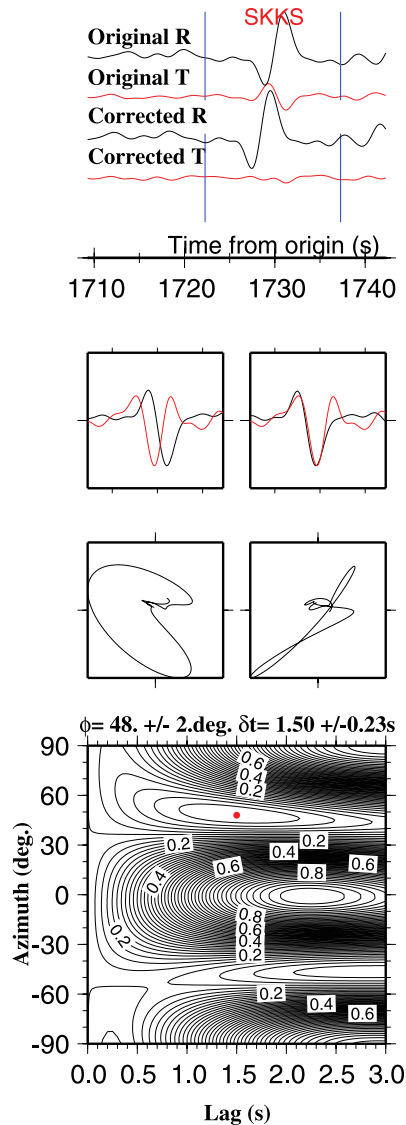 SKKS
Original R
Original T
Corrected R
Corrected T
Time from origin (s)
1710 1720 1730 1740
ϕ= 48. +/- 2.deg. δt= 1.50 +/-0.23s
90
60
30
0
-30
-60
-90
Azimuth (deg.)
0.6
0.4
0.2
0.2
0.4
0.6
0.6
0.8
0.4
0.2
0.8
0.6
0.4
0.2
0.2
0.4
0.6
0.0 0.5 1.0 1.5 2.0 2.5 3.0
Lag (s)